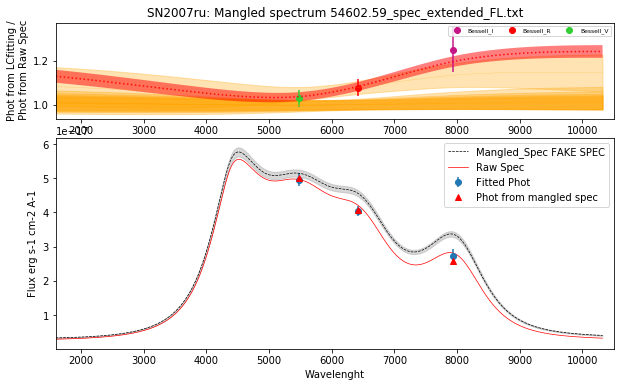 SN2007ru: Mangled spectrum 54602.59_spec_extended_FL.txt
Phot from LCfitting /
Phot from Raw Spec
Bessell_I Bessell_R Bessell_V
1.2
1.0
2000 3000 4000 5000 6000 7000 8000 9000 10000
Flux erg s-1 cm-2 A-1
6
5
4
3
2
1
Mangled_Spec FAKE SPEC
Raw Spec
Fitted Phot
Phot from mangled spec
2000 3000 4000 5000 6000 7000 8000 9000 10000
Wavelenght